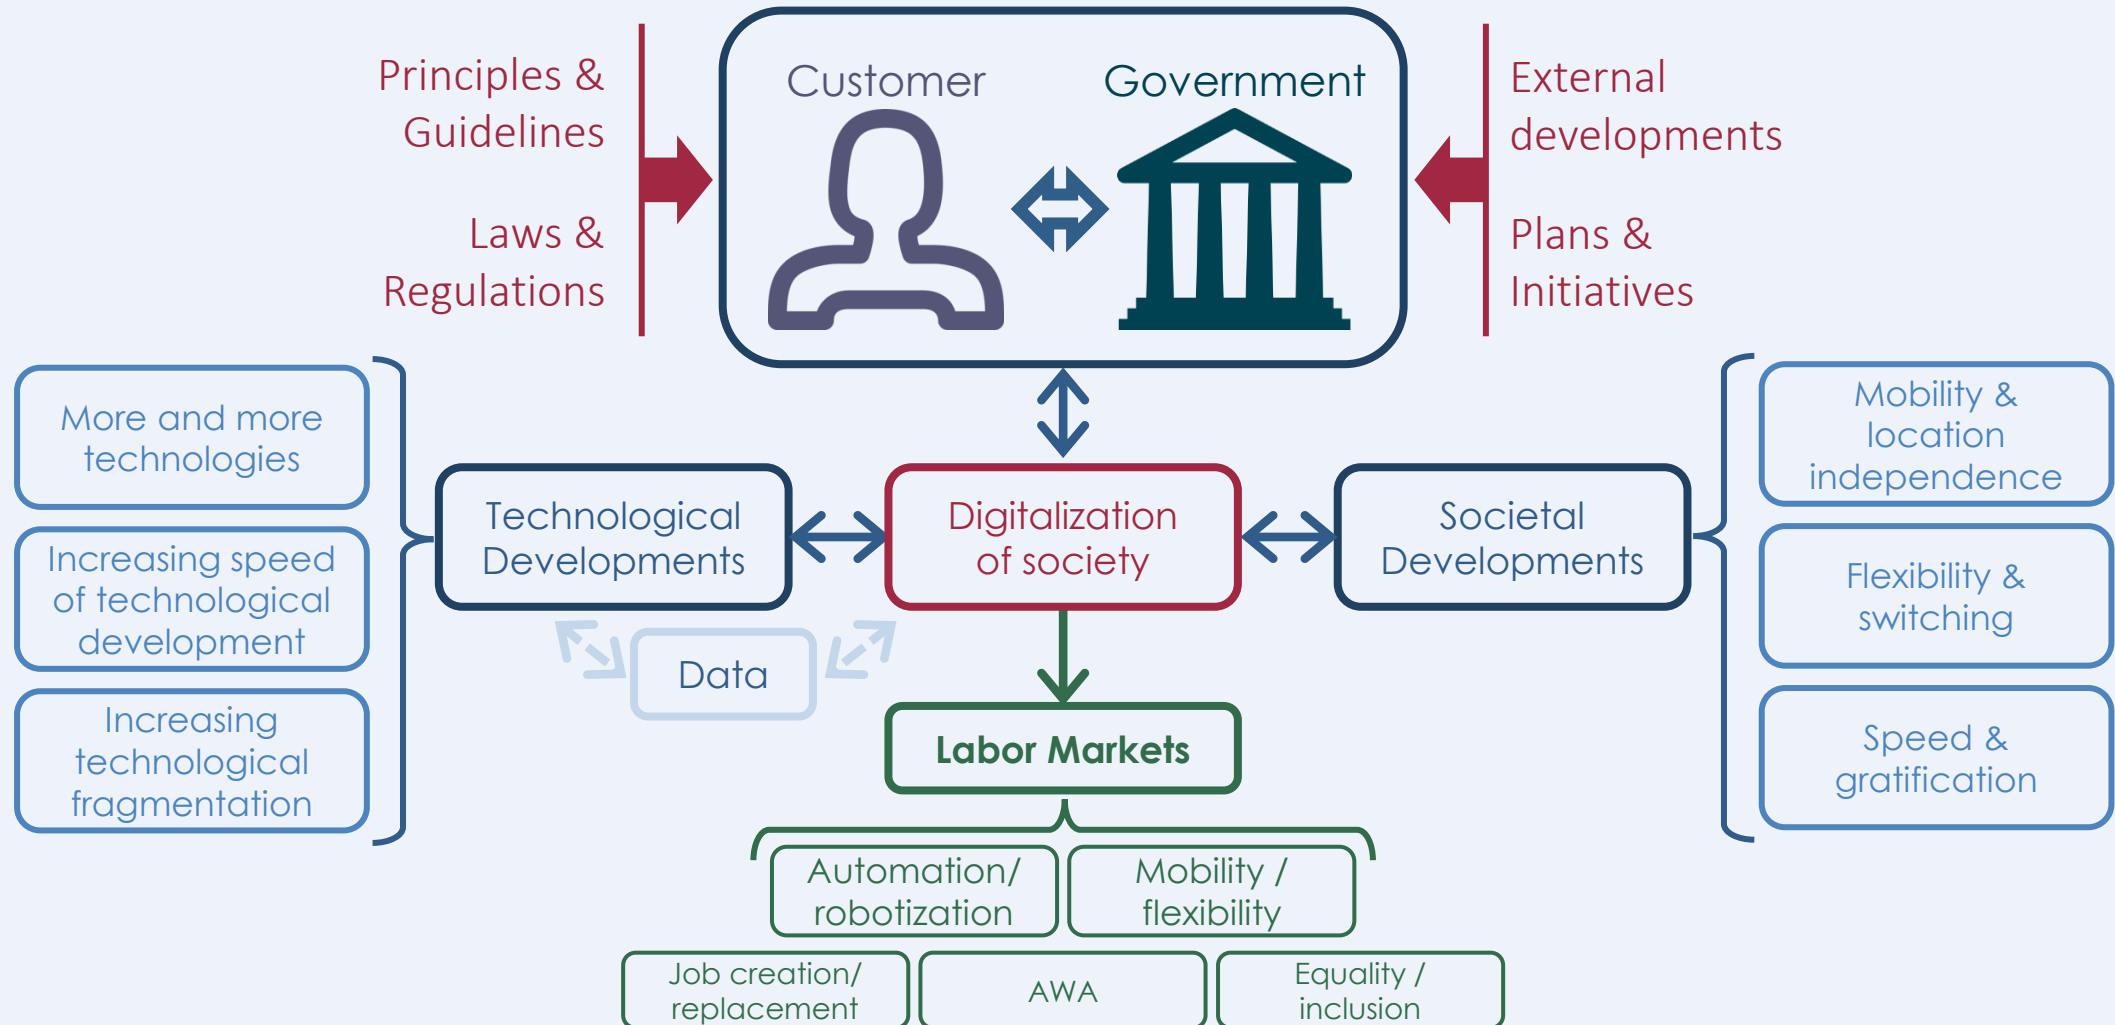 Principles &
Guidelines
Laws &
Regulations
Customer
Government
External
developments
Plans &
Initiatives
More and more
technologies
Increasing speed
of technological
development
Increasing
technological
fragmentation
Technological
Developments
Digitalization
of society
Societal
Developments
Mobility &
location
independence
Flexibility &
switching
Speed &
gratification
Data
Labor Markets
Automation/
robotization
Mobility /
flexibility
Job creation/
replacement
AWA
Equality /
inclusion